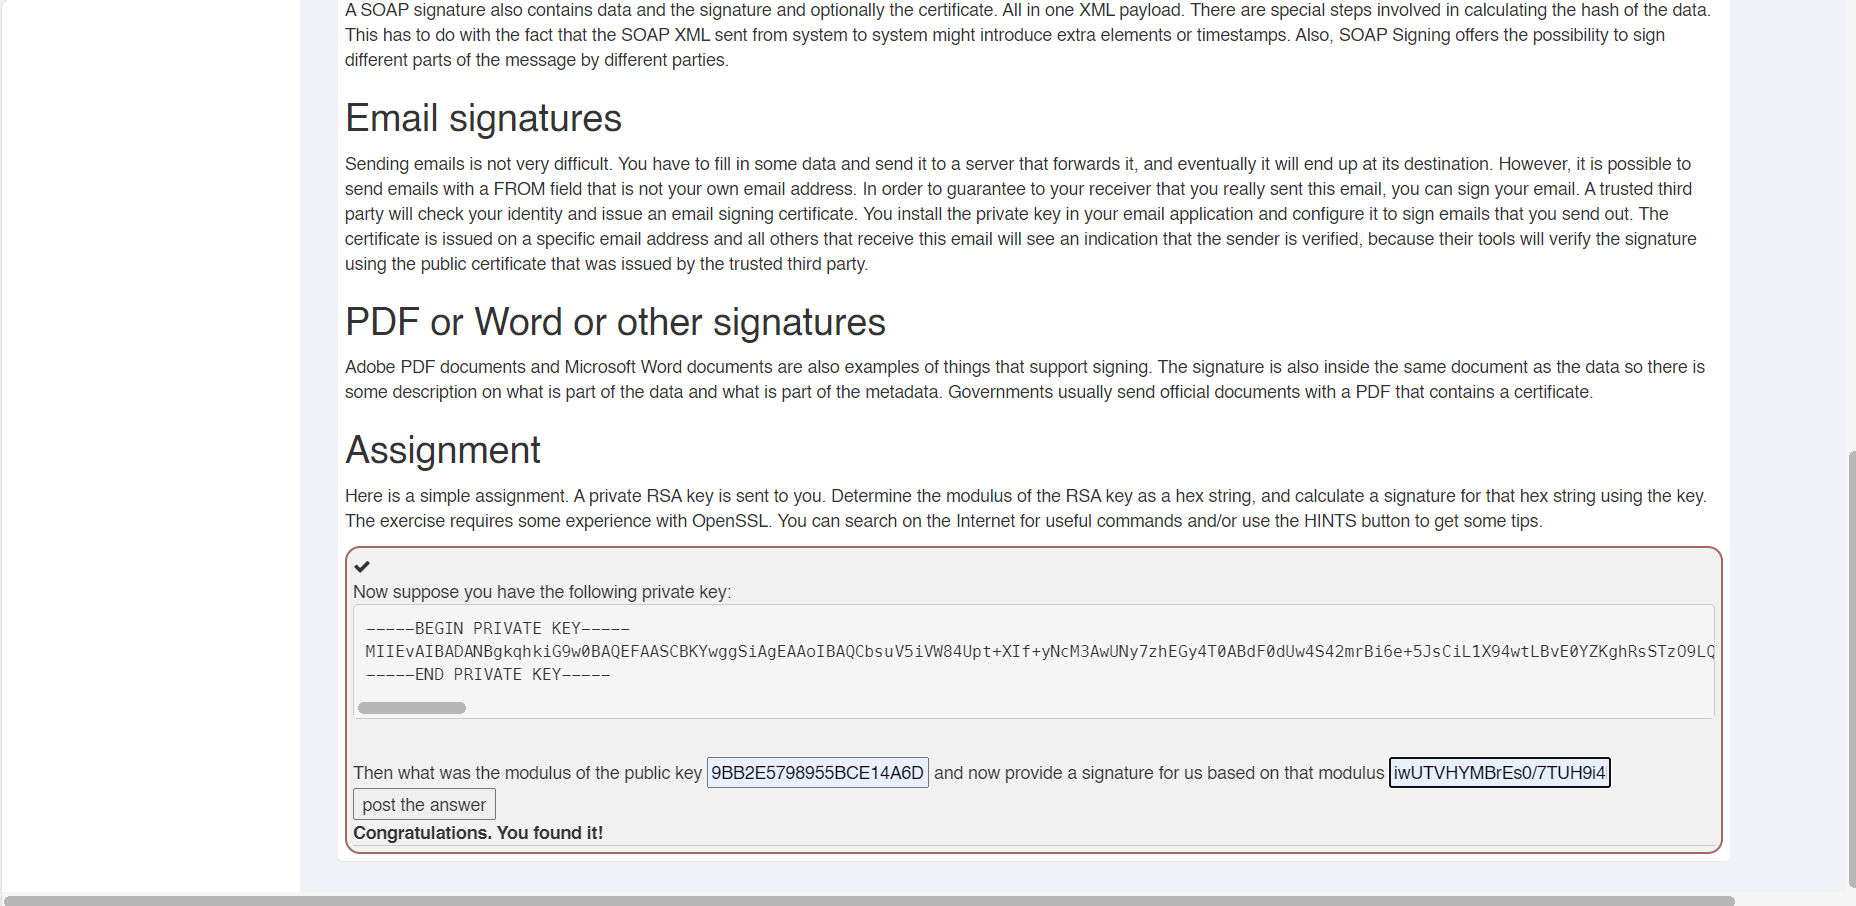 A SOAP signature also contains data and the signature and optionally the certificate. All in one XML payload. There are special steps involved in calculating the hash of the data.
This has to do with the fact that the SOAP XML sent from system to system might introduce extra elements or timestamps. Also, SOAP Signing offers the possibility to sign
different parts of the message by different parties.
Email signatures
Sending emails is not very difficult. You have to fill in some data and send it to a server that forwards it, and eventually it will end up at its destination. However, it is possible to
send emails with a FROM field that is not your own email address. In order to guarantee to your receiver that you really sent this email, you can sign your email. A trusted third
party will check your identity and issue an email signing certificate. You install the private key in your email application and configure it to sign emails that you send out. The
certificate is issued on a specific email address and all others that receive this email will see an indication that the sender is verified, because their tools will verify the signature
using the public certificate that was issued by the trusted third party.
PDF or Word or other signatures
Adobe PDF documents and Microsoft Word documents are also examples of things that support signing. The signature is also inside the same document as the data so there is
some description on what is part of the data and what is part of the metadata. Governments usually send official documents with a PDF that contains a certificate.
Assignment
Here is a simple assignment. A private RSA key is sent to you. Determine the modulus of the RSA key as a hex string, and calculate a signature for that hex string using the key.
The exercise requires some experience with OpenSSL. You can search on the Internet for useful commands and/or use the HINTS button to get some tips.
Now suppose you have the following private key:
-----BEGIN PRIVATE KEY-----
MIIEvAIBADANBgkqhkiG9w0BAQEFAASCBKYwggSiAgEAAoIBAQCbsuV5iVW84Upt+XIf+yNcM3AwUNy7zhEGy4T0ABdF0dUw4S42mrBi6e+5JsCiL1X94wtLBvE0YZKghRsSTzO9LQ
-----END PRIVATE KEY-----
Then what was the modulus of the public key 9BB2E5798955BCE14A6D and now provide a signature for us based on that modulus iwUTVHYMBrEs0/7TUH9i4
post the answer
Congratulations. You found it!